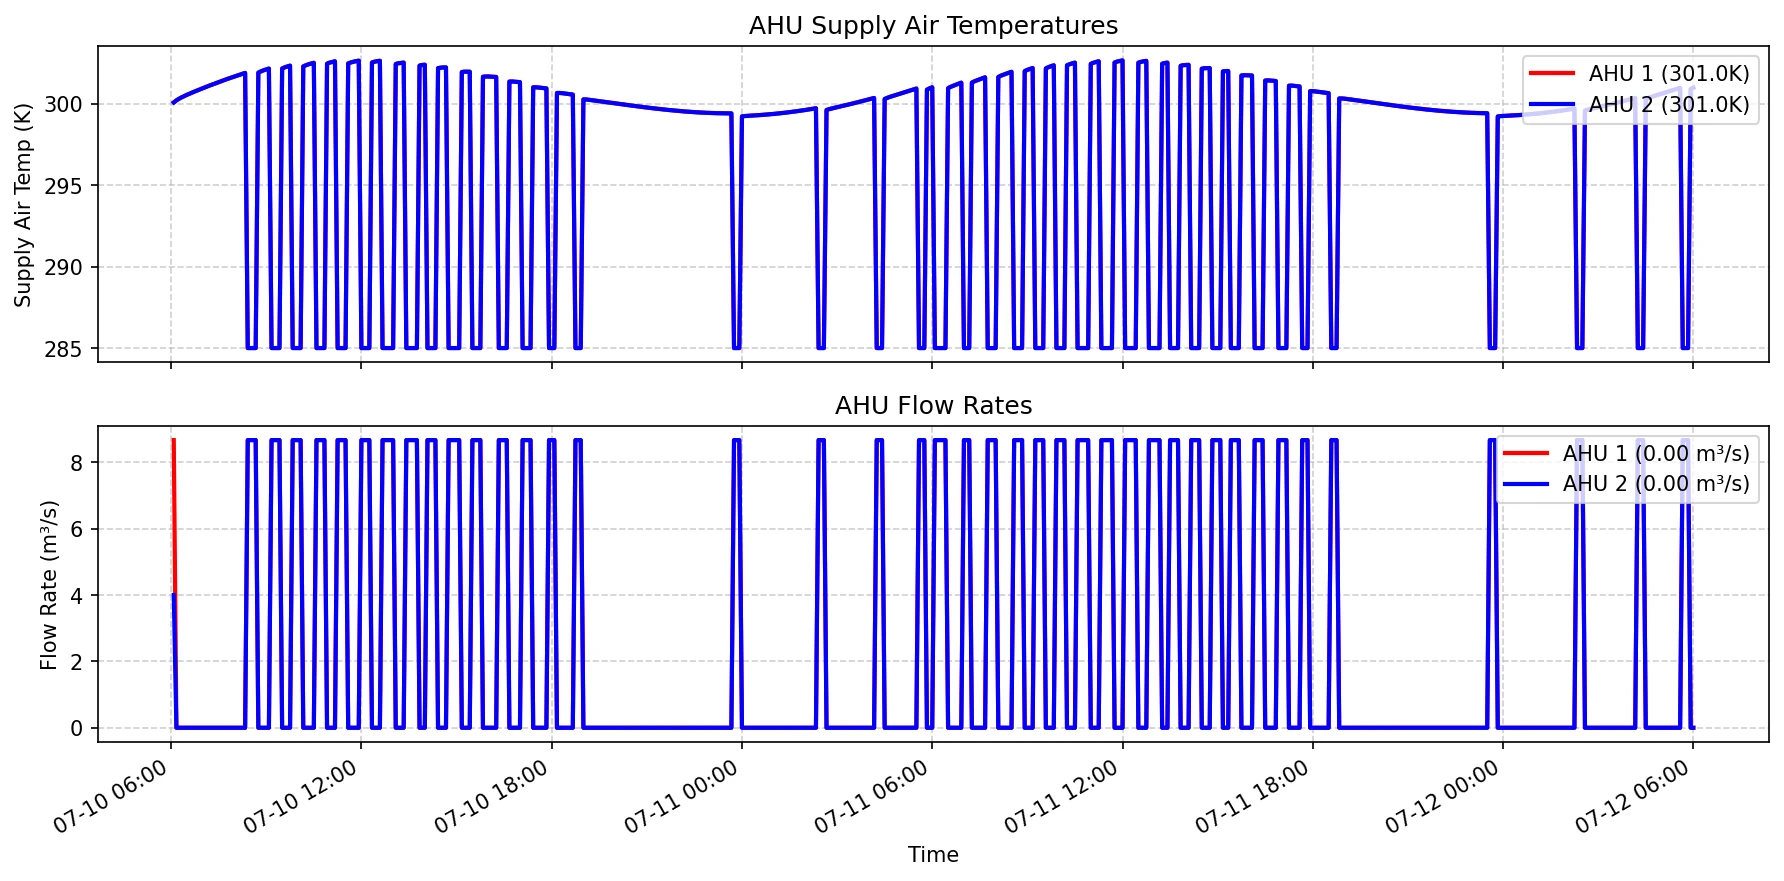 AHU Supply Air Temperatures
Supply Air Temp (K)
300
295
290
285
AHU 1 (301.0K)
AHU 2 (301.0K)
AHU Flow Rates
Flow Rate (m³/s)
8
6
4
2
0
AHU 1 (0.00 m³/s)
AHU 2 (0.00 m³/s)
07-10 06:00
07-10 12:00
07-10 18:00
07-11 00:00
07-11 06:00
07-11 12:00
07-11 18:00
07-12 00:00
07-12 06:00
Time